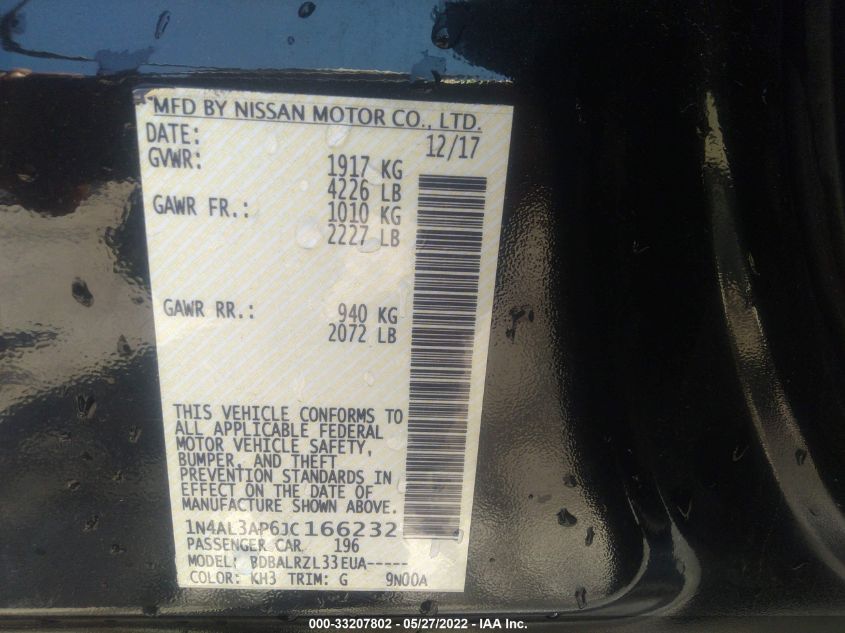 MFD BY NISSAN MOTOR CO., LTD.
DATE: 12/17
GVWR: 1917 KG
4226 LB
GAWR FR.: 1010 KG
2227 LB
GAWR RR.: 940 KG
2072 LB
THIS VEHICLE CONFORMS TO
ALL APPLICABLE FEDERAL
MOTOR VEHICLE SAFETY,
BUMPER, AND THEFT
PREVENTION STANDARDS IN
EFFECT ON THE DATE OF
MANUFACTURE SHOWN ABOVE.
1N4AL3AP6JC166232
PASSENGER CAR 196
MODEL: BDBALRZL33EUA-----
COLOR: KH3 TRIM: G 9N00A
000-33207802 - 05/27/2022 - IAA Inc.